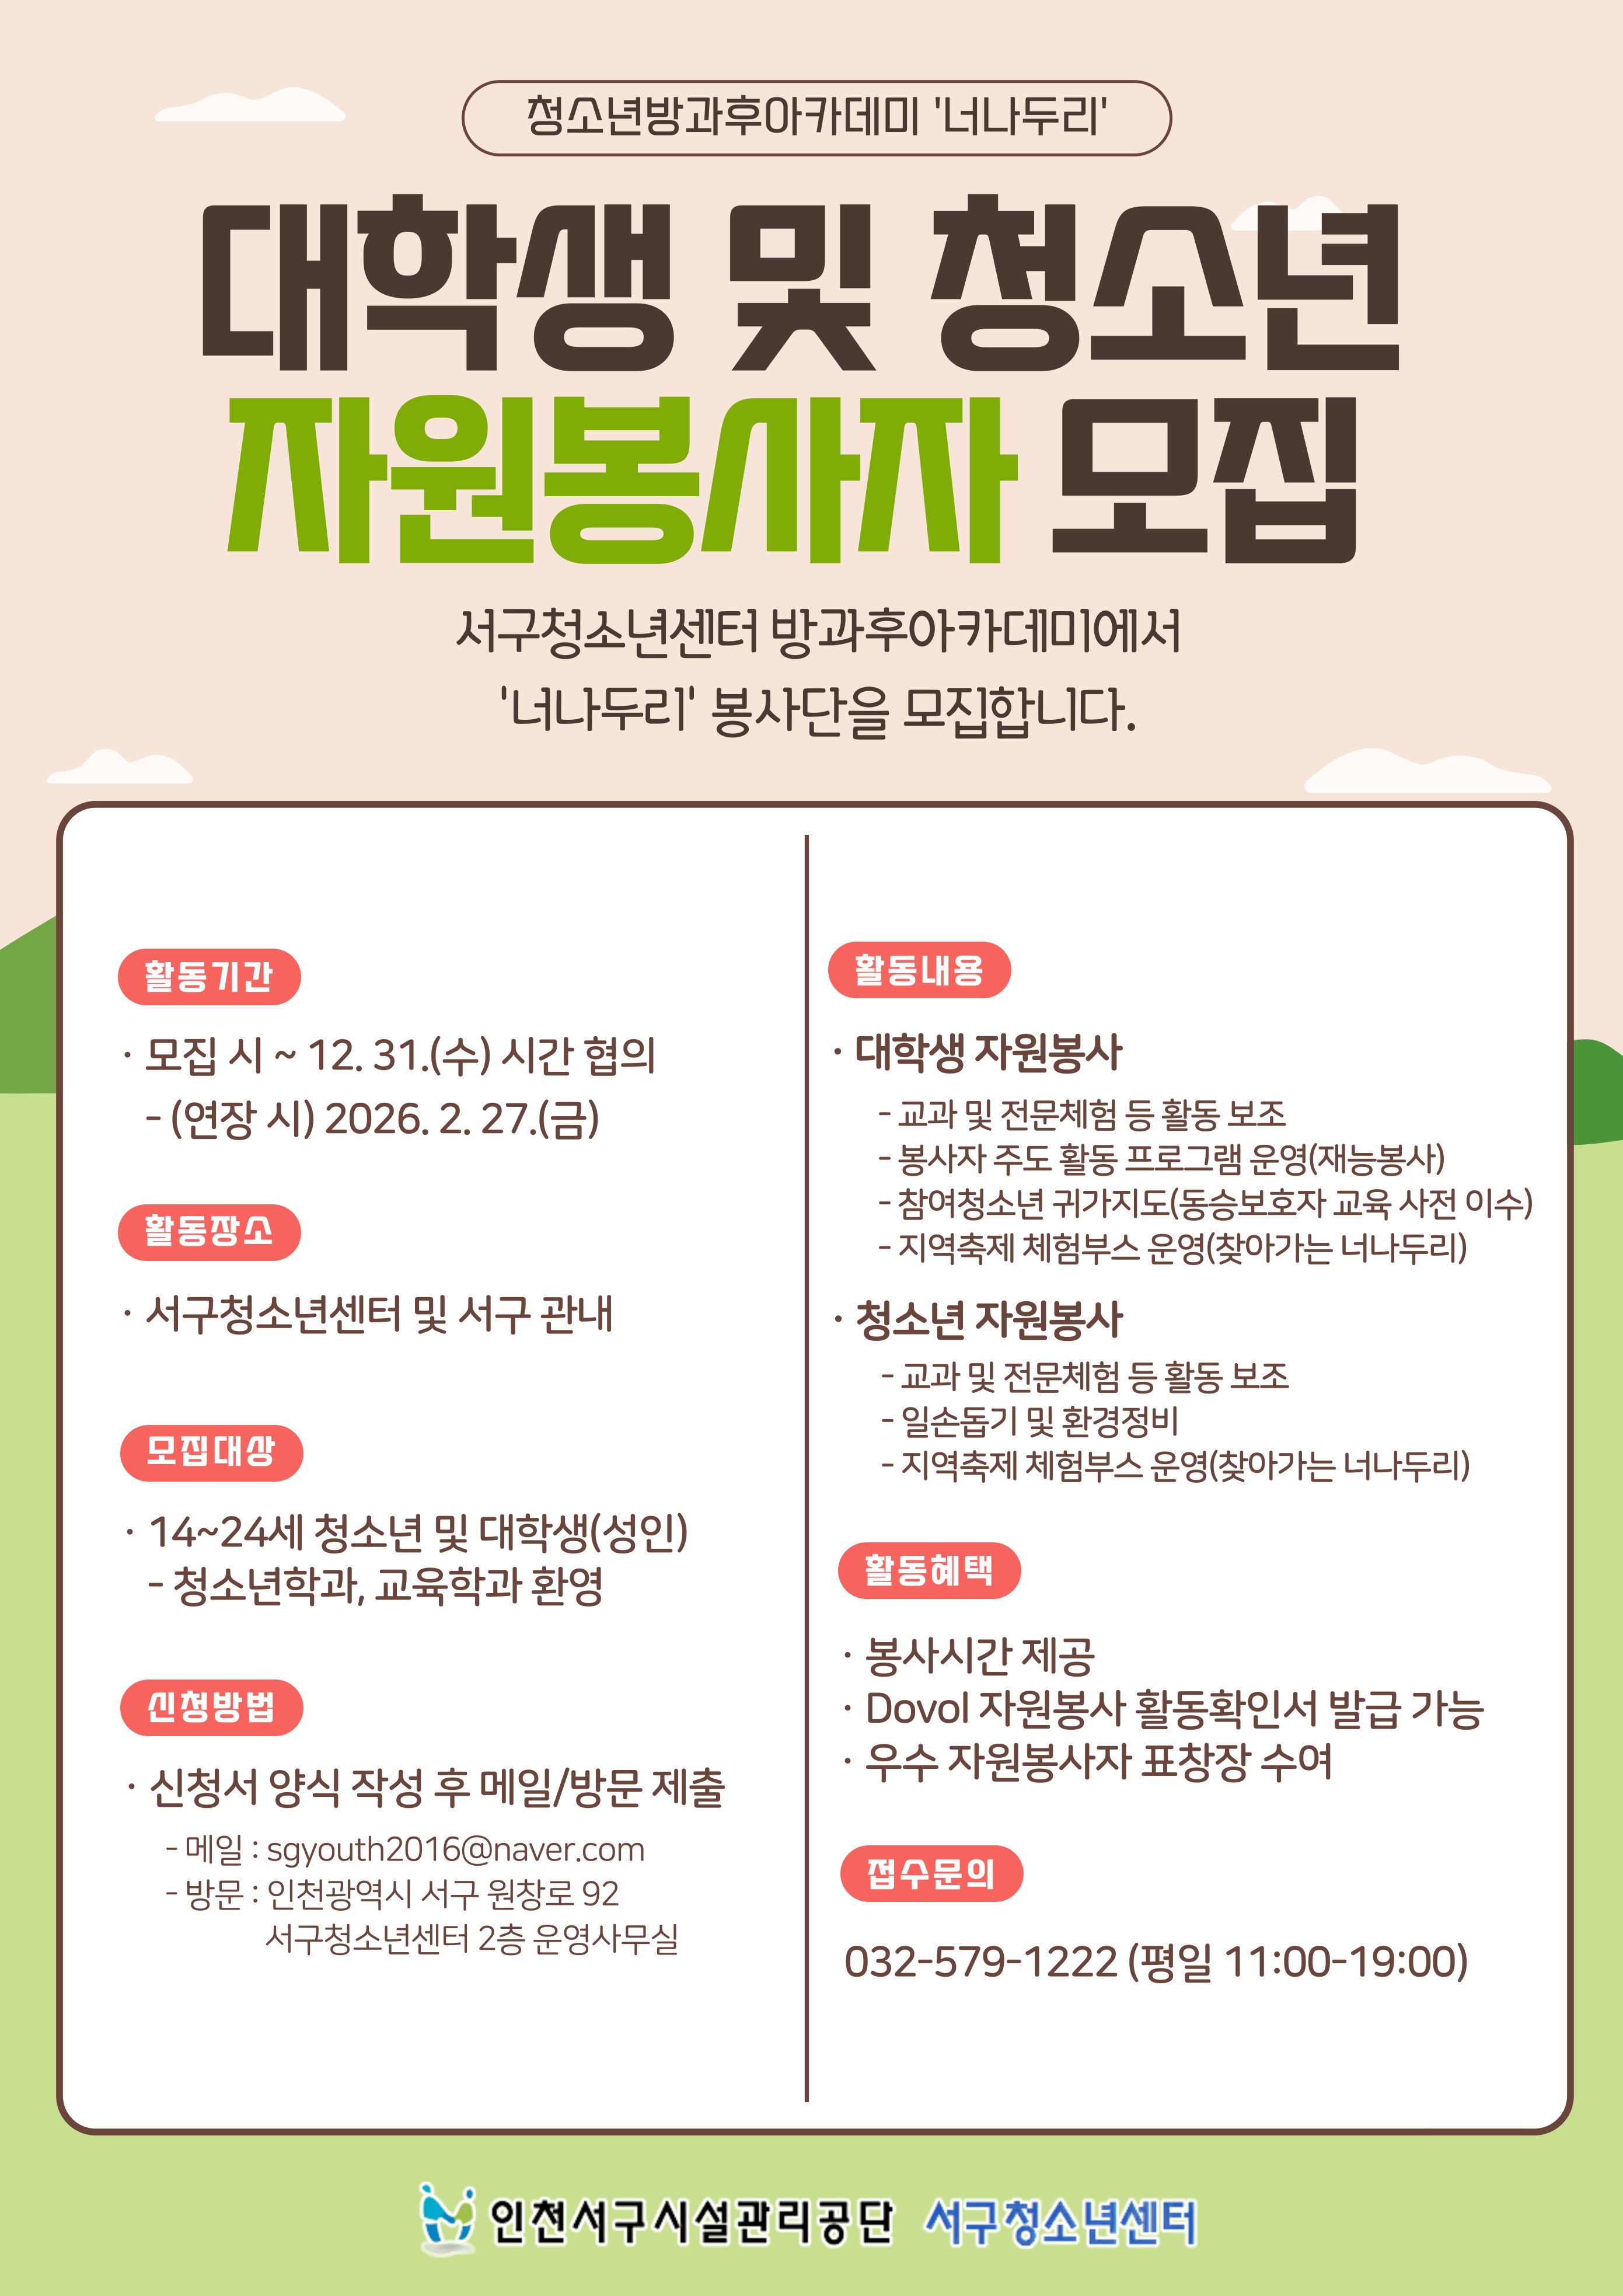 청소년방과후아카데미 '너나두리'
대학생 및 청소년
자원봉사자 모집
서구청소년센터 방과후아카데미에서
'너나두리' 봉사단을 모집합니다.
활동기간
· 모집 시 ~ 12. 31.(수) 시간 협의
- (연장 시) 2026. 2. 27.(금)
활동장소
· 서구청소년센터 및 서구 관내
모집대상
· 14~24세 청소년 및 대학생(성인)
- 청소년학과, 교육학과 환영
신청방법
· 신청서 양식 작성 후 메일/방문 제출
- 메일 : sgyouth2016@naver.com
- 방문 : 인천광역시 서구 원창로 92
서구청소년센터 2층 운영사무실
활동내용
· 대학생 자원봉사
- 교과 및 전문체험 등 활동 보조
- 봉사자 주도 활동 프로그램 운영(재능봉사)
- 참여청소년 귀가지도(동승보호자 교육 사전 이수)
- 지역축제 체험부스 운영(찾아가는 너나두리)
· 청소년 자원봉사
- 교과 및 전문체험 등 활동 보조
- 일손돕기 및 환경정비
- 지역축제 체험부스 운영(찾아가는 너나두리)
활동혜택
· 봉사시간 제공
· Dovol 자원봉사 활동확인서 발급 가능
· 우수 자원봉사자 표창장 수여
접수문의
032-579-1222 (평일 11:00-19:00)
인천서구시설관리공단 서구청소년센터